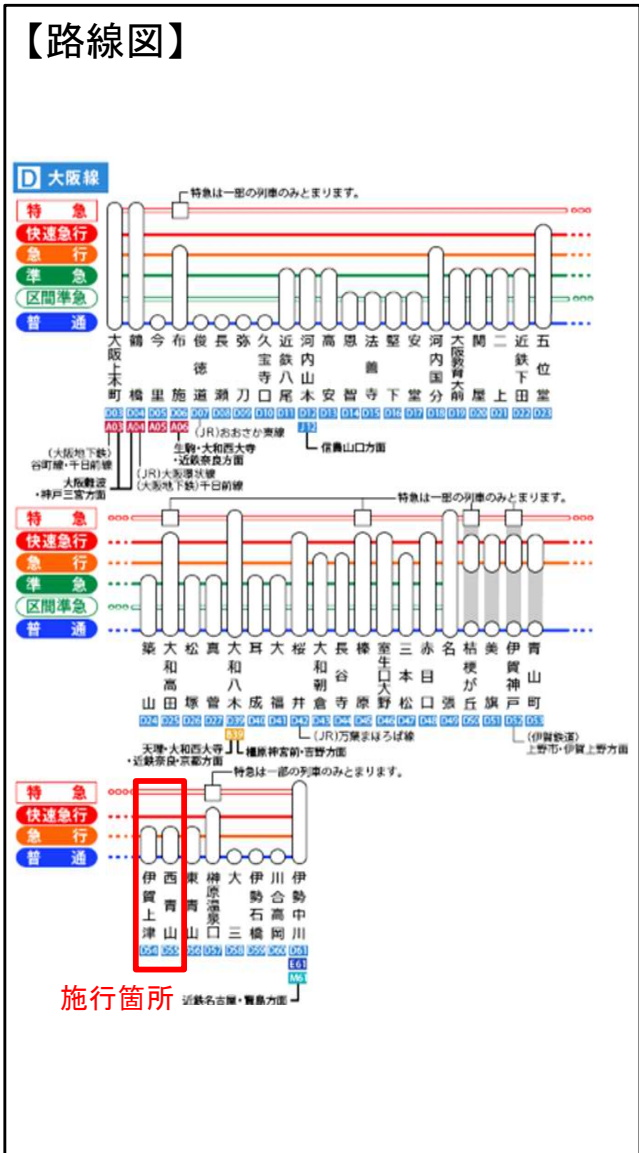 【路線図】
D 大阪線
特急は一部の列車のみとまります。
特急
快速急行
急行
準急
区間準急
普通
大阪上本町 鶴橋 今里 布施 俊徳道 長瀬 弥刀 久宝寺口 近鉄八尾 河内山本 高安 恩智 法善寺 堅下 安堂 河内国分 大阪教育大前 関屋 二上 近鉄下田 五位堂
D03 D04 D05 D06 D07 D08 D09 D10 D11 D12 D13 D14 D15 D16 D17 D18 D19 D20 D21 D22 D23
A03 A04 A05 A06 J12
(JR)おおさか東線
(大阪地下鉄)
谷町線・千日前線
生駒・大和西大寺
・近鉄奈良方面
信貴山口方面
大阪難波
・神戸三宮方面
(JR)大阪環状線
(大阪地下鉄)千日前線
特急は一部の列車のみとまります。
特急
快速急行
急行
準急
区間準急
普通
築山 大和高田 松塚 真菅 大和八木 耳成 大福 桜井 大和朝倉 長谷寺 榛原 室生口大野 三本松 赤目口 名張 桔梗が丘 美旗 伊賀神戸 青山町
D24 D25 D26 D27 D39 D40 D41 D42 D43 D44 D45 D46 D47 D48 D49 D50 D51 D52 D53
B39
(JR)万葉まほろば線
(伊賀鉄道)
上野市・伊賀上野方面
天理・大和西大寺
・近鉄奈良・京都方面
橿原神宮前・吉野方面
特急は一部の列車のみとまります。
特急
快速急行
急行
普通
伊賀上津 西青山 東青山 榊原温泉口 大三 伊勢石橋 川合高岡 伊勢中川
D54 D55 D56 D57 D58 D59 D60 D61
E61
M61
施行箇所
近鉄名古屋・賢島方面